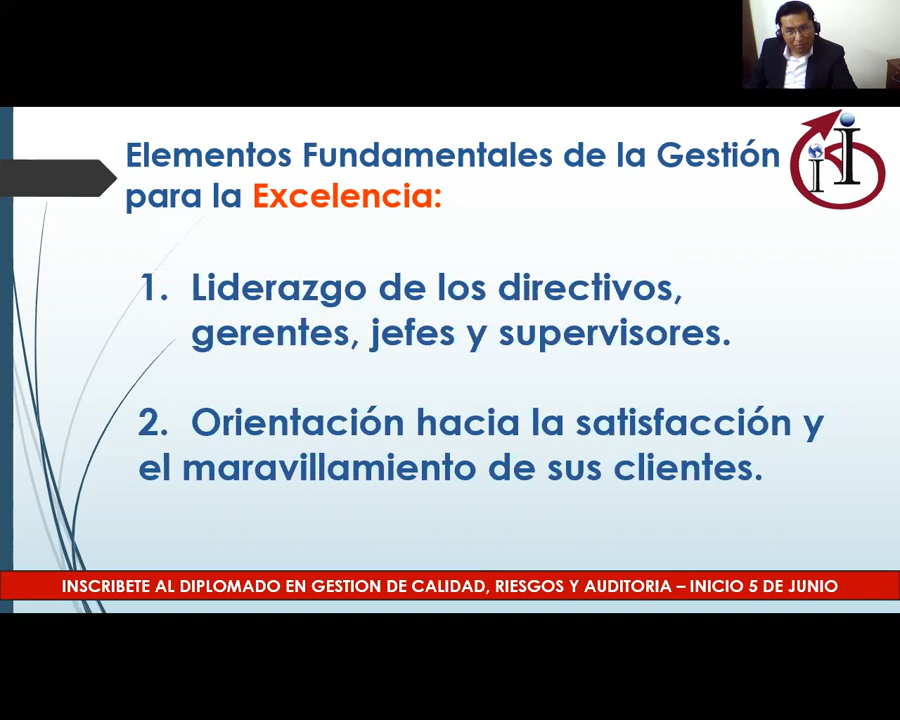 Elementos Fundamentales de la Gestión
para la Excelencia:
1. Liderazgo de los directivos,
gerentes, jefes y supervisores.
2. Orientación hacia la satisfacción y
el maravillamiento de sus clientes.
INSCRIBETE AL DIPLOMADO EN GESTION DE CALIDAD, RIESGOS Y AUDITORIA – INICIO 5 DE JUNIO